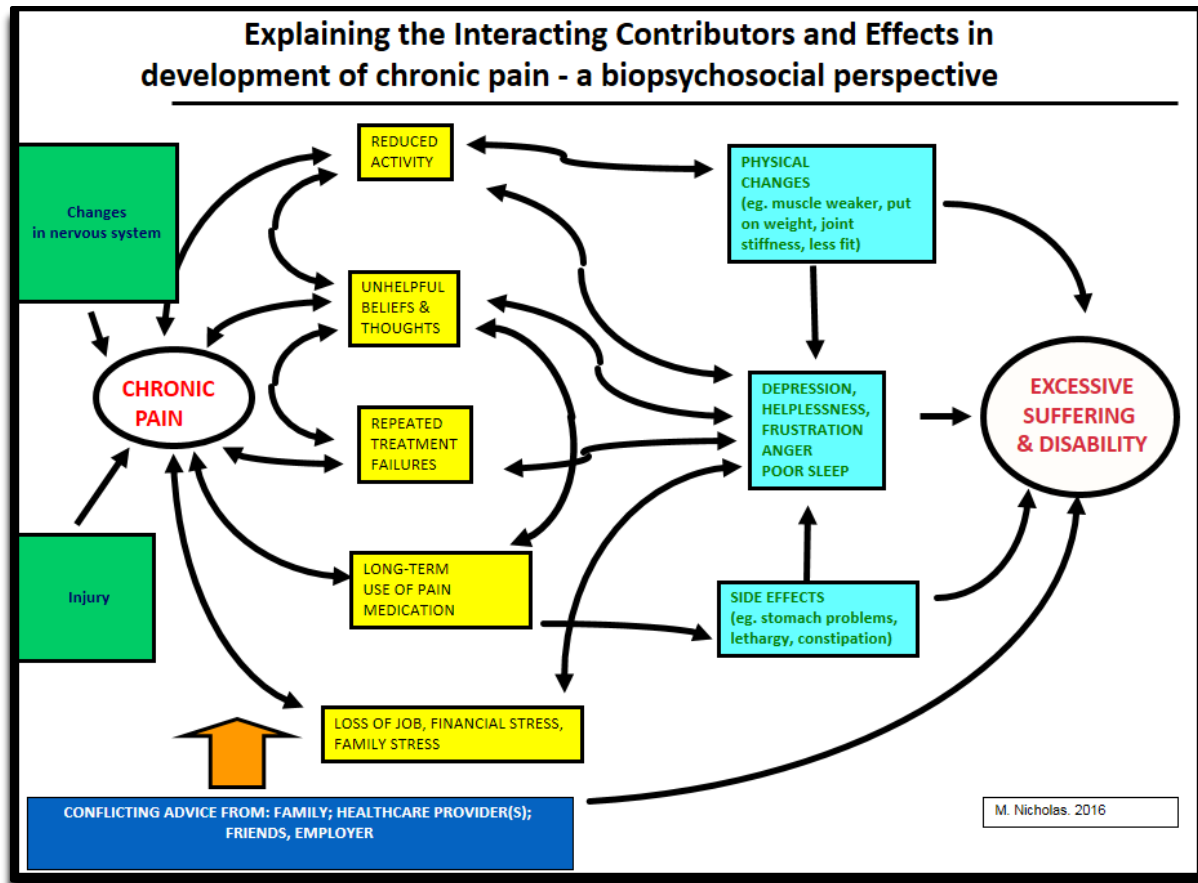 Explaining the Interacting Contributors and Effects in
development of chronic pain - a biopsychosocial perspective
Changes
in nervous system
CHRONIC
PAIN
Injury
REDUCED
ACTIVITY
UNHELPFUL
BELIEFS &
THOUGHTS
REPEATED
TREATMENT
FAILURES
LONG-TERM
USE OF PAIN
MEDICATION
LOSS OF JOB, FINANCIAL STRESS,
FAMILY STRESS
PHYSICAL
CHANGES
(eg. muscle weaker, put
on weight, joint
stiffness, less fit)
DEPRESSION,
HELPLESSNESS,
FRUSTRATION
ANGER
POOR SLEEP
SIDE EFFECTS
(eg. stomach problems,
lethargy, constipation)
EXCESSIVE
SUFFERING
& DISABILITY
CONFLICTING ADVICE FROM: FAMILY; HEALTHCARE PROVIDER(S);
FRIENDS, EMPLOYER
M. Nicholas. 2016